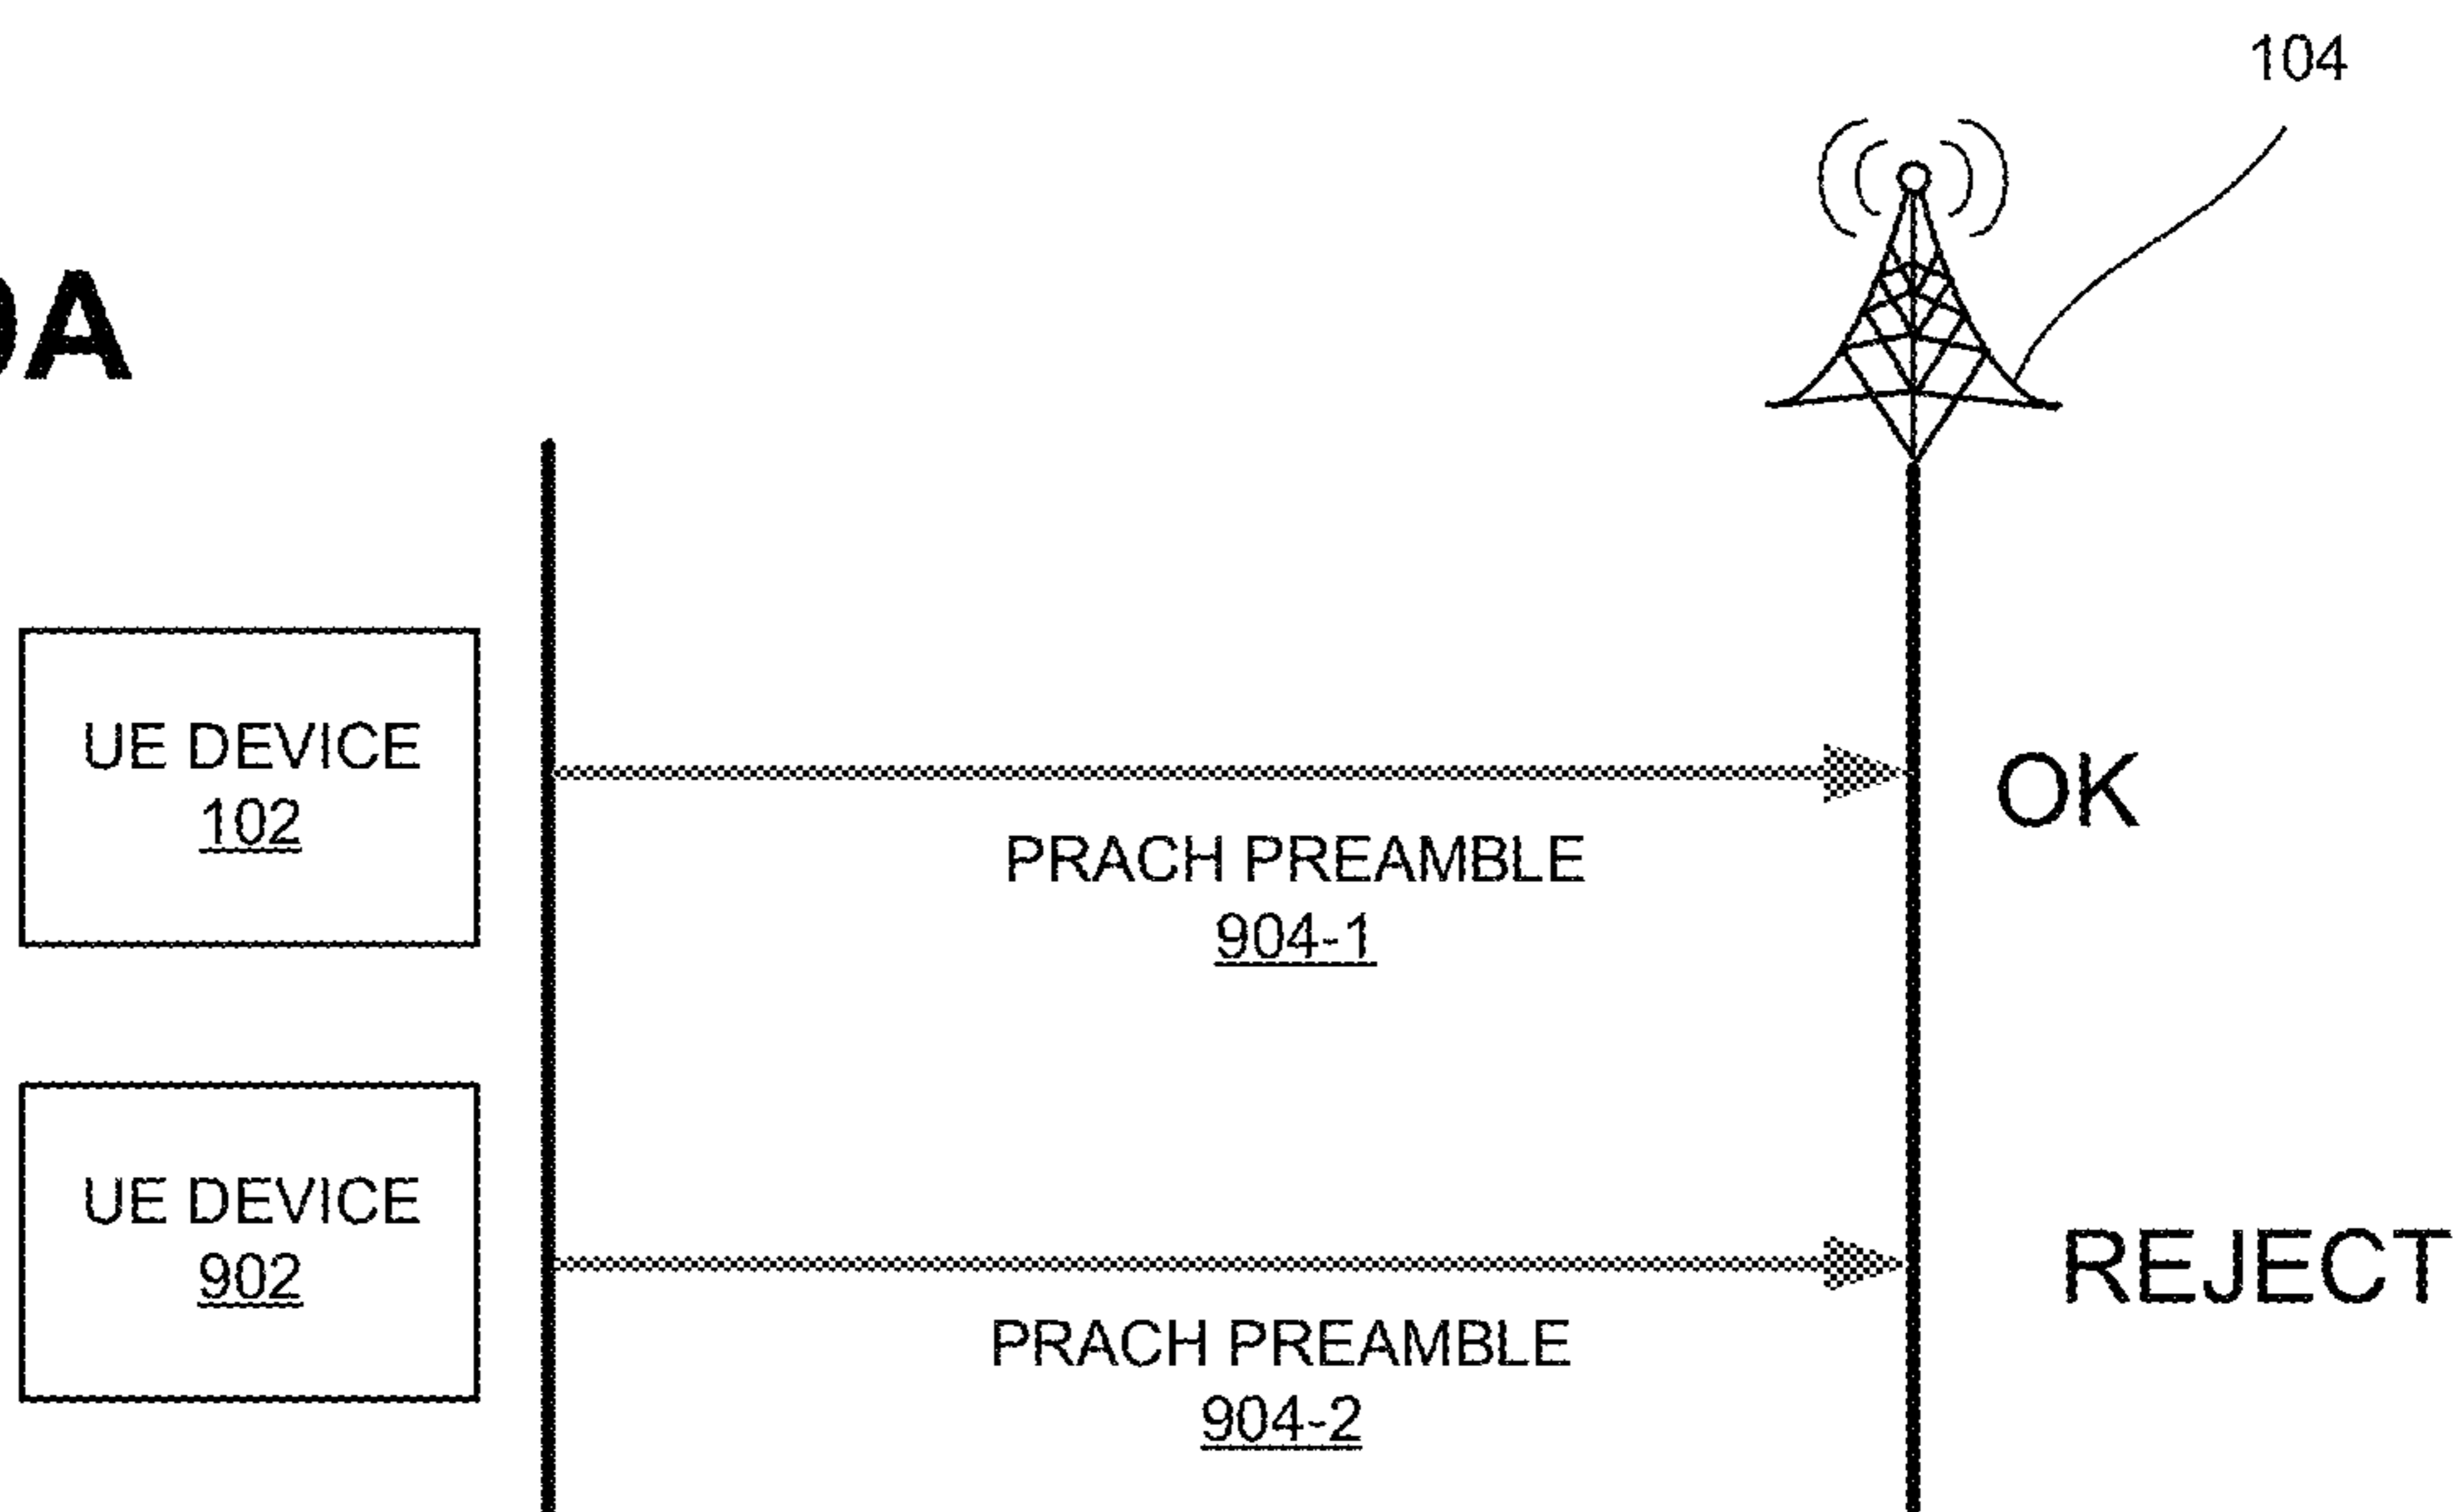 104
UE DEVICE
102
OK
PRACH PREAMBLE
904-1
UE DEVICE
902
REJECT
PRACH PREAMBLE
904-2